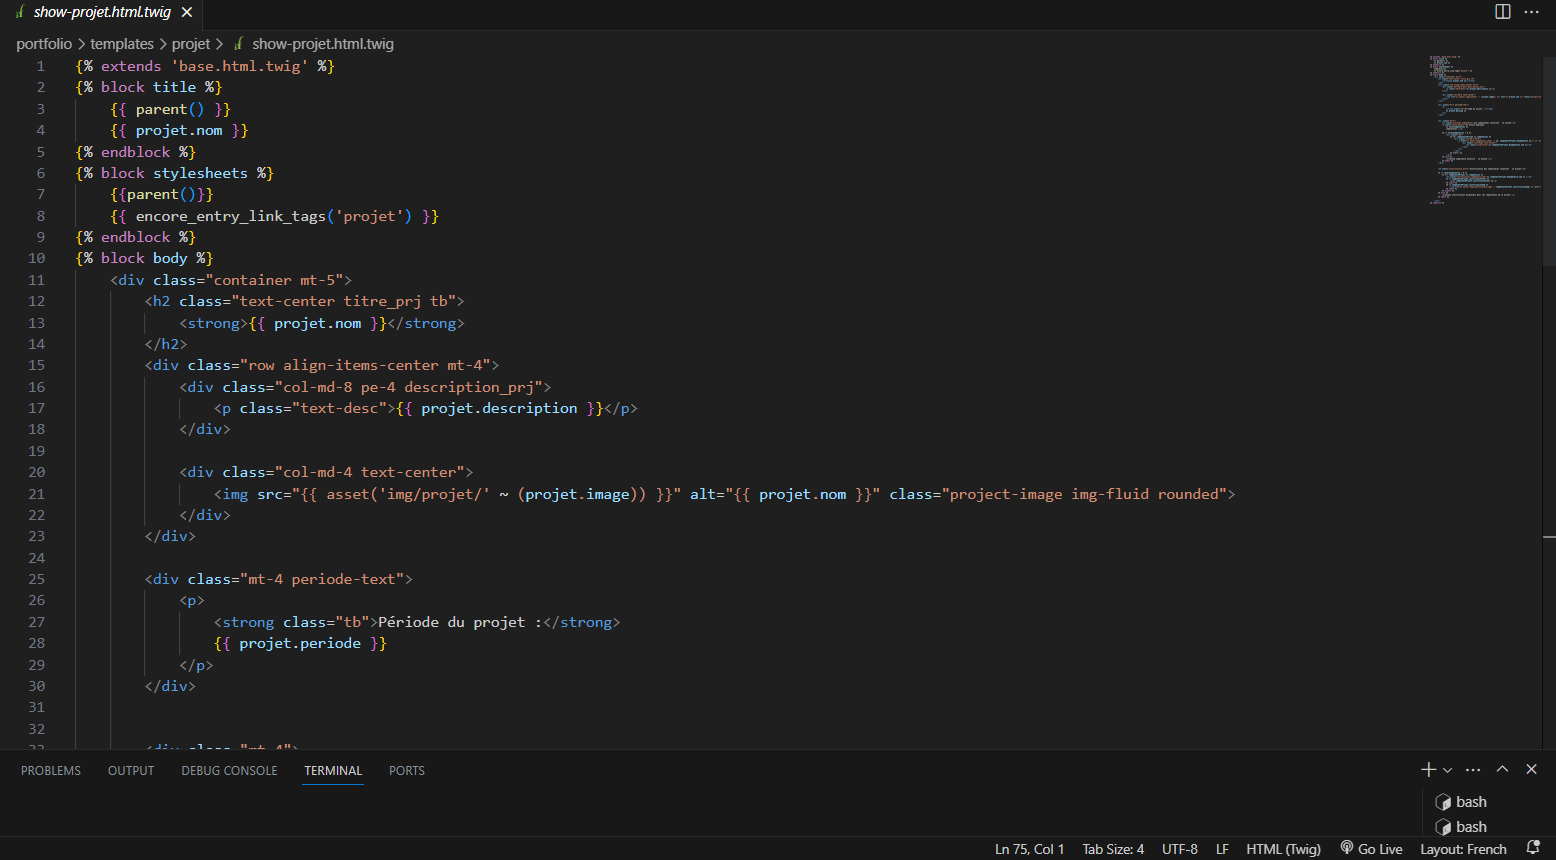 show-projet.html.twig
portfolio > templates > projet > show-projet.html.twig
1 {% extends 'base.html.twig' %}
2 {% block title %}
3 {{ parent() }}
4 {{ projet.nom }}
5 {% endblock %}
6 {% block stylesheets %}
7 {{parent()}}
8 {{ encore_entry_link_tags('projet') }}
9 {% endblock %}
10 {% block body %}
11 <div class="container mt-5">
12 <h2 class="text-center titre_prj tb">
13 <strong>{{ projet.nom }}</strong>
14 </h2>
15 <div class="row align-items-center mt-4">
16 <div class="col-md-8 pe-4 description_prj">
17 <p class="text-desc">{{ projet.description }}</p>
18 </div>
19
20 <div class="col-md-4 text-center">
21 <img src="{{ asset('img/projet/' ~ (projet.image)) }}" alt="{{ projet.nom }}" class="project-image img-fluid rounded">
22 </div>
23 </div>
24
25 <div class="mt-4 periode-text">
26 <p>
27 <strong class="tb">Période du projet :</strong>
28 {{ projet.periode }}
29 </p>
30 </div>
31
32
33 <div class="mt-4">
PROBLEMS OUTPUT DEBUG CONSOLE TERMINAL PORTS
bash
bash
Ln 75, Col 1 Tab Size: 4 UTF-8 LF HTML (Twig) Go Live Layout: French